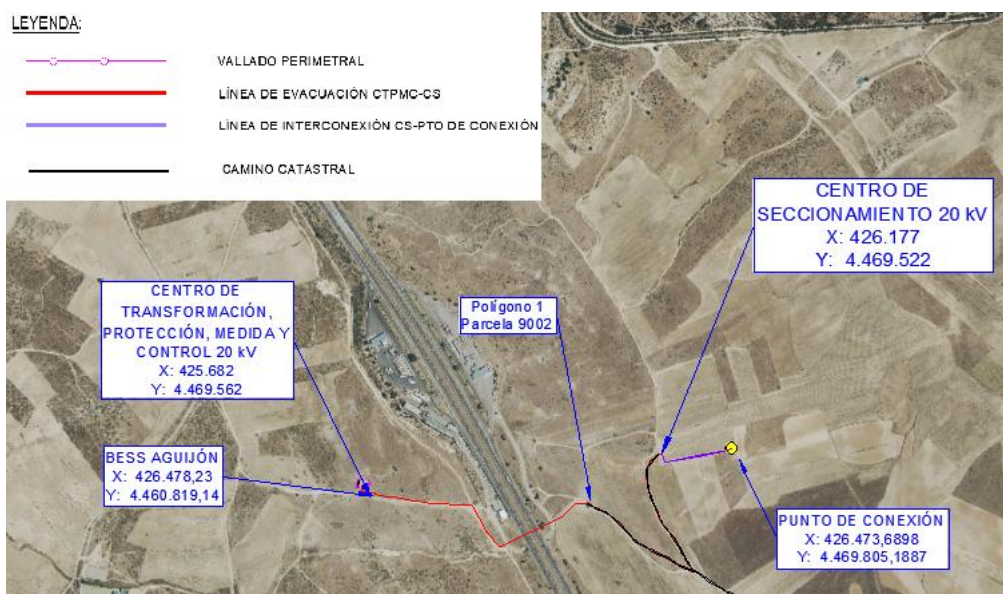 LEYENDA:
VALLADO PERIMETRAL
LÍNEA DE EVACUACIÓN CTPMC-CS
LÍNEA DE INTERCONEXIÓN CS-PTO DE CONEXIÓN
CAMINO CATASTRAL
CENTRO DE
SECCIONAMIENTO 20 kV
X: 426.177
Y: 4.469.522
CENTRO DE
TRANSFORMACIÓN,
PROTECCIÓN, MEDIDA Y
CONTROL 20 kV
X: 425.682
Y: 4.469.562
Polígono 1
Parcela 9002
BESS AGUIJÓN
X: 426.478,23
Y: 4.460.819,14
PUNTO DE CONEXIÓN
X: 426.473,6898
Y: 4.469.805,1887